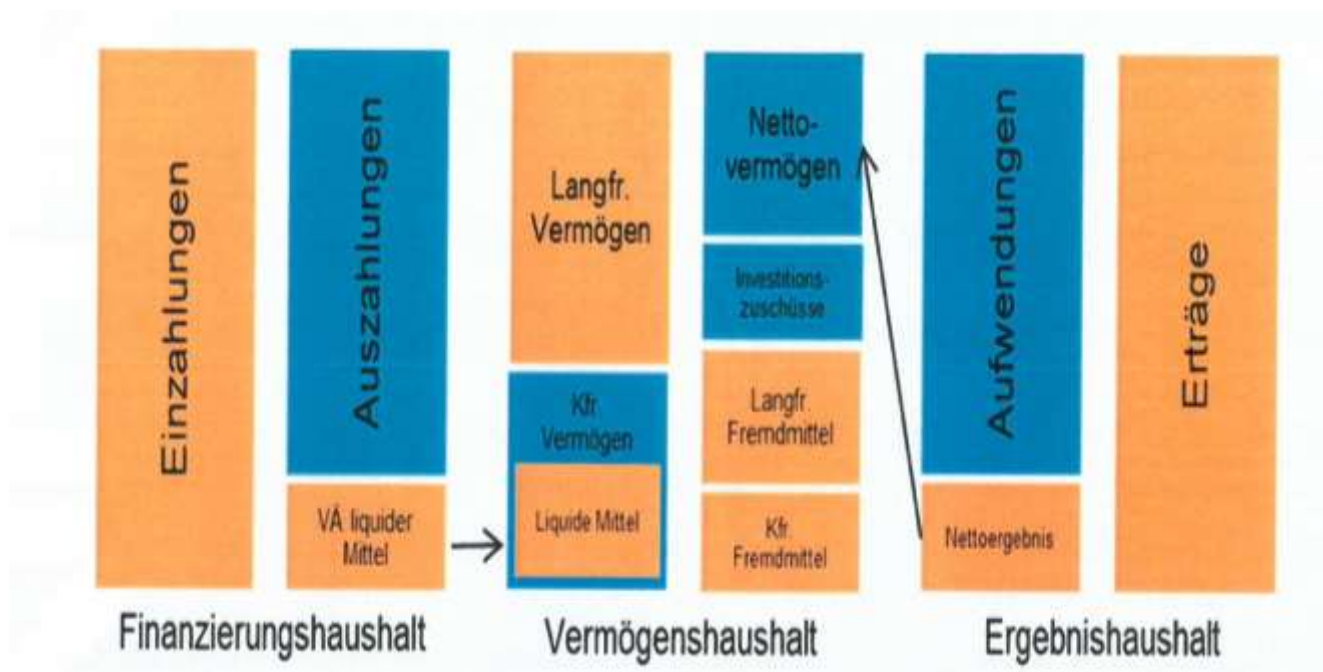 Einzahlungen
Auszahlungen
VÄ liquider
Mittel
Langfr.
Vermögen
Kfr.
Vermögen
Liquide Mittel
Netto-
vermögen
Investitions-
zuschüsse
Langfr.
Fremdmittel
Kfr.
Fremdmittel
Aufwendungen
Nettoergebnis
Erträge
Finanzierungshaushalt
Vermögenshaushalt
Ergebnishaushalt